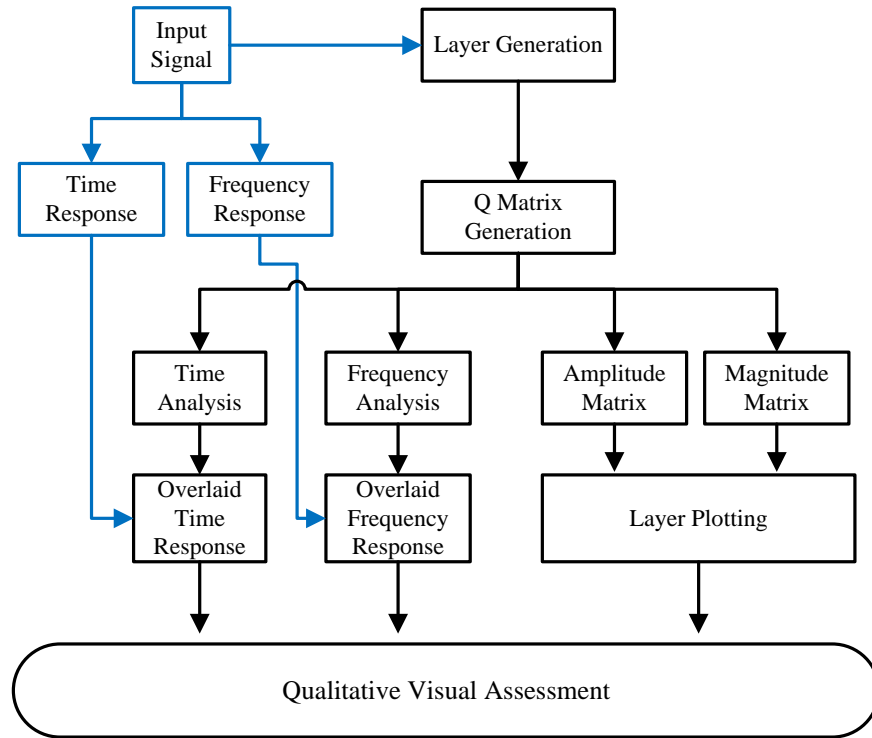 Input
Signal
Layer Generation
Time
Response
Frequency
Response
Q Matrix
Generation
Time
Analysis
Frequency
Analysis
Amplitude
Matrix
Magnitude
Matrix
Overlaid
Time
Response
Overlaid
Frequency
Response
Layer Plotting
Qualitative Visual Assessment